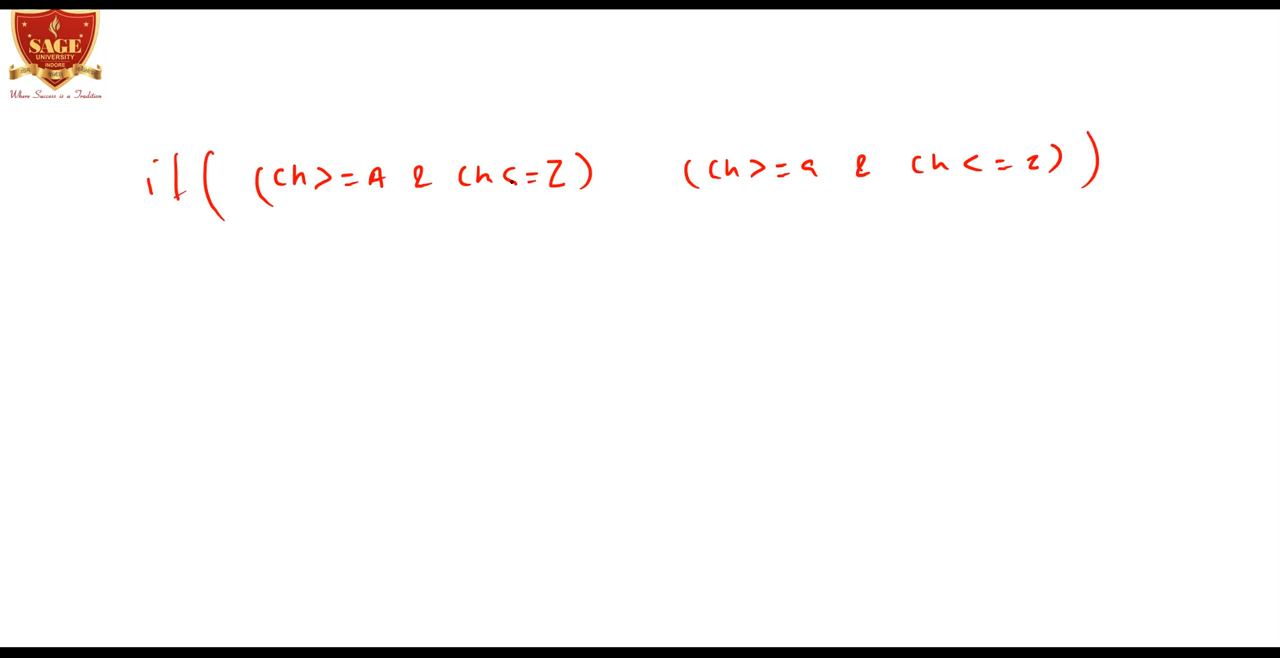 SAGE
UNIVERSITY
INDORE
Where Success is a Tradition
if( (ch>=A & ch<=Z) (ch>=a & ch<=z))